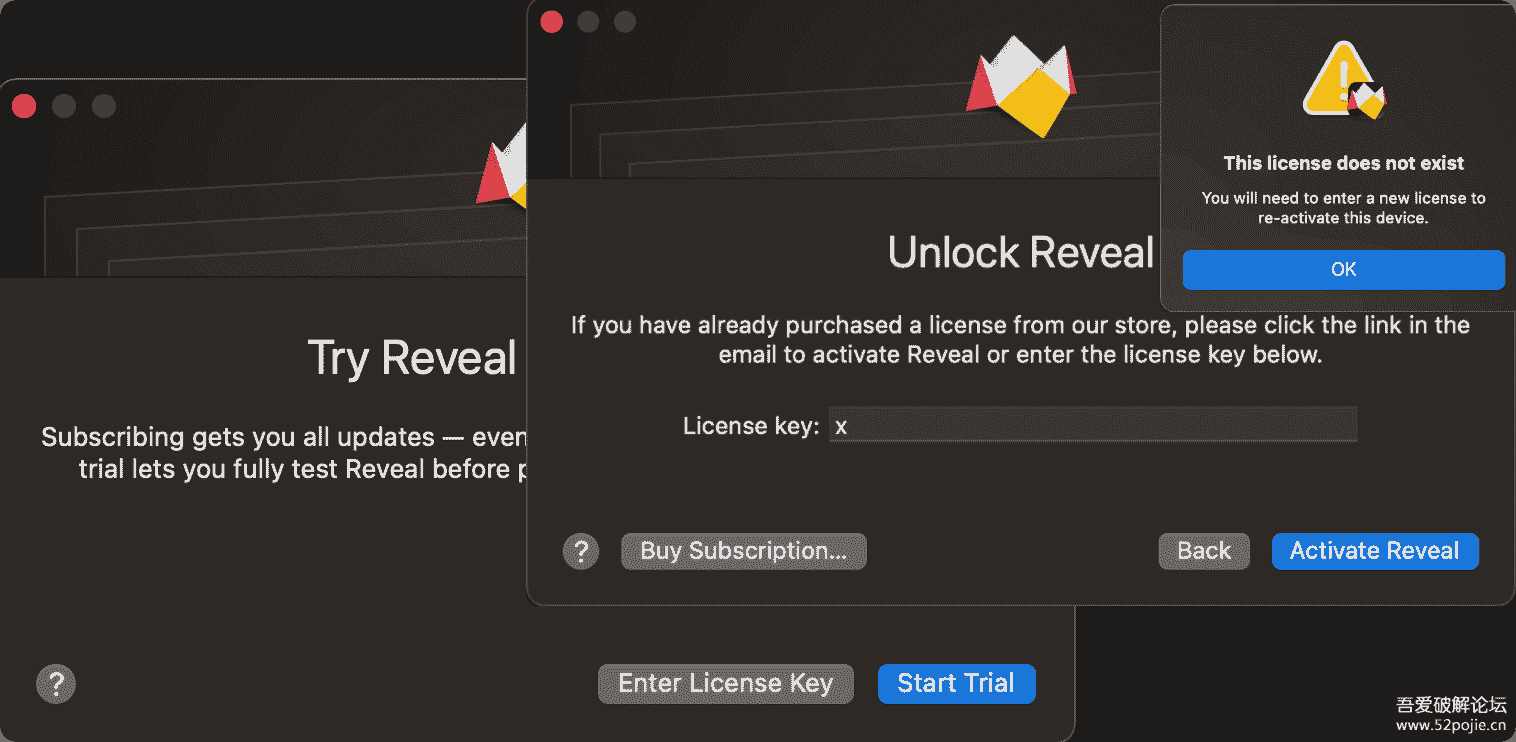 Try Reveal
Subscribing gets you all updates — even
trial lets you fully test Reveal before p
?
Enter License Key
Start Trial
Unlock Reveal
If you have already purchased a license from our store, please click the link in the
email to activate Reveal or enter the license key below.
License key: x
?
Buy Subscription...
Back
Activate Reveal
This license does not exist
You will need to enter a new license to
re-activate this device.
OK
吾爱破解论坛
www.52pojie.cn